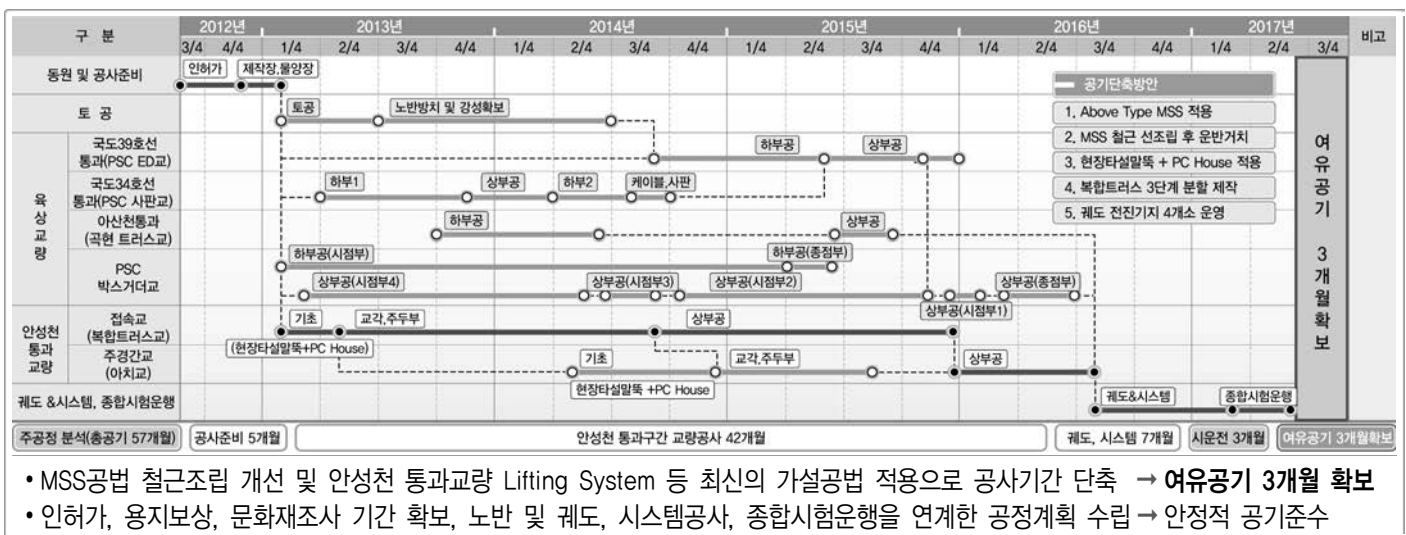 구 분
2012년 2013년 2014년 2015년 2016년 2017년 비고
3/4 4/4 1/4 2/4 3/4 4/4 1/4 2/4 3/4 4/4 1/4 2/4 3/4 4/4 1/4 2/4 3/4 4/4 1/4 2/4 3/4
동원 및 공사준비
인허가 제작장,물양장
공기단축방안
1, Above Type MSS 적용
2, MSS 철근 선조립 후 운반거치
3, 현장타설말뚝 + PC House 적용
4, 복합트러스 3단계 분할 제작
5, 궤도 전진기지 4개소 운영
여유공기 3개월확보
토 공
토공 노반방치 및 강성확보
육상교량
국도39호선
통과(PSC ED교)
하부공 상부공
국도34호선
통과(PSC 사판교)
하부1 상부공 하부2 케이블,사판
아산천통과
(곡현 트러스교)
하부공 상부공
PSC
박스거더교
하부공(시점부) 하부공(종점부)
상부공(시점부4) 상부공(시점부3) 상부공(시점부2) 상부공(종점부)
상부공(시점부1)
안성천
통과
교량
접속교
(복합트러스교)
기초 교각,주두부 상부공
(현장타설말뚝+PC House)
주경간교
(아치교)
기초 교각,주두부 상부공
현장타설말뚝 +PC House
궤도 &시스템, 종합시험운행
궤도&시스템 종합시험운행
주공정 분석(총공기 57개월) 공사준비 5개월 안성천 통과구간 교량공사 42개월 궤도, 시스템 7개월 시운전 3개월 여유공기 3개월확보
• MSS공법 철근조립 개선 및 안성천 통과교량 Lifting System 등 최신의 가설공법 적용으로 공사기간 단축 → 여유공기 3개월 확보
• 인허가, 용지보상, 문화재조사 기간 확보, 노반 및 궤도, 시스템공사, 종합시험운행을 연계한 공정계획 수립 → 안정적 공기준수